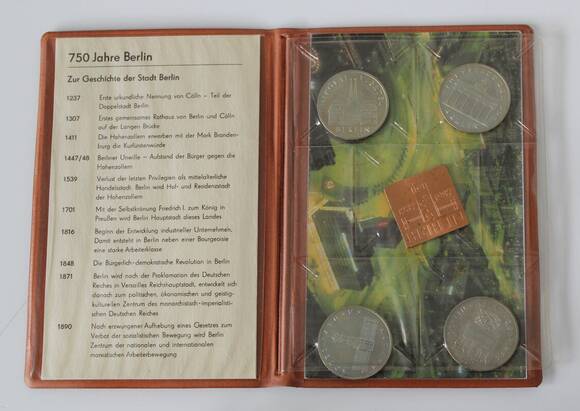 750 Jahre Berlin
Zur Geschichte der Stadt Berlin
1237 Erste urkundliche Nennung von Cölln – Teil der
Doppelstadt Berlin
1307 Erstes gemeinsames Rathaus von Berlin und Cölln
auf der Langen Brücke
1411 Die Hohenzollern erwerben mit der Mark Branden-
burg die Kurfürstenwürde
1447/48 Berliner Unwille – Aufstand der Bürger gegen die
Hohenzollern
1539 Verlust der letzten Privilegien als mittelalterliche
Handelsstadt. Berlin wird Hof- und Residenzstadt
der Hohenzollern
1701 Mit der Selbstkrönung Friedrich I. zum König in
Preußen wird Berlin Hauptstadt dieses Landes
1816 Beginn der Entwicklung industrieller Unternehmen.
Damit entsteht in Berlin neben einer Bourgeoisie
eine starke Arbeiterklasse
1848 Die Bürgerlich-demokratische Revolution in Berlin
1871 Berlin wird nach der Proklamation des Deutschen
Reiches in Versailles Reichshauptstadt, entwickelt sich
danach zum politischen, ökonomischen und geistig-
kulturellen Zentrum des monarchistisch-imperialisti-
schen Deutschen Reiches
1890 Nach erzwungener Aufhebung eines Gesetzes zum
Verbot der sozialistischen Bewegung wird Berlin
Zentrum der nationalen und internationalen
marxistischen Arbeiterbewegung
BERLIN